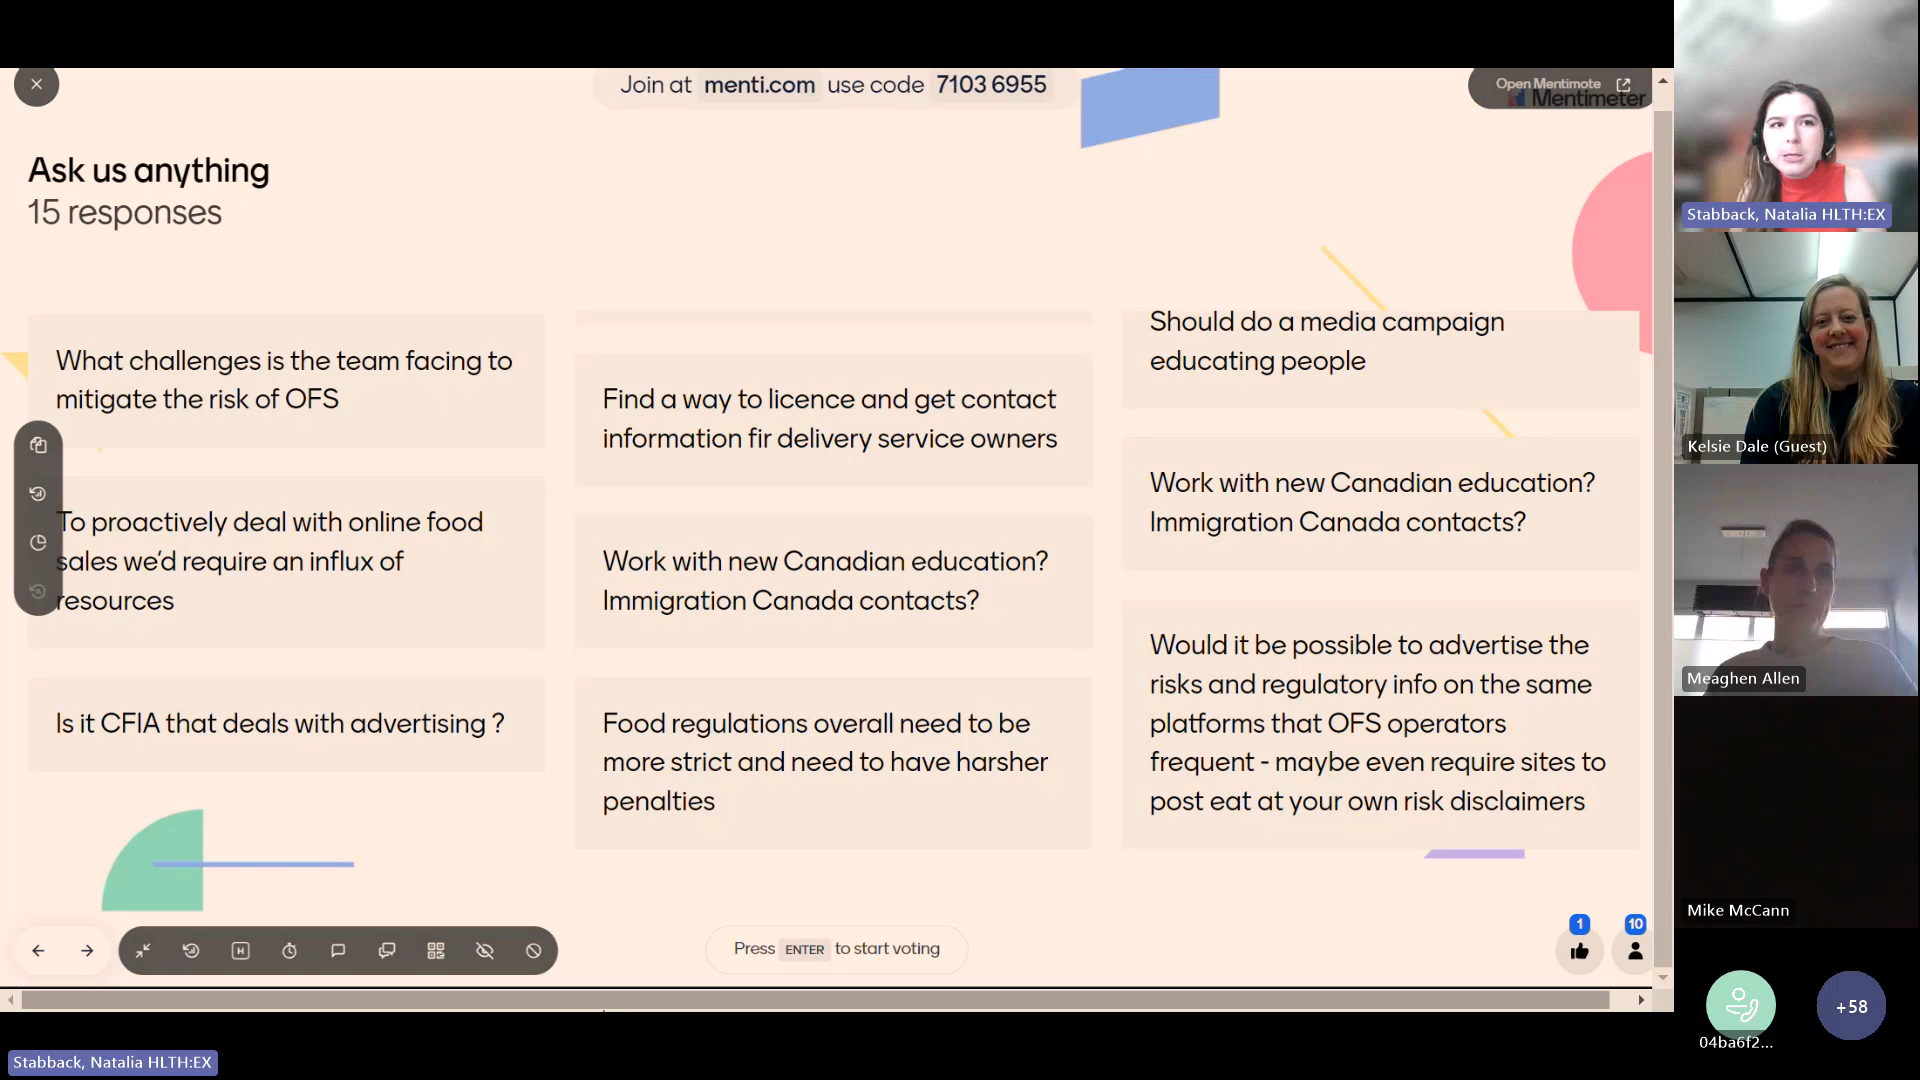 Join at menti.com use code 7103 6955
Open Mentimote
Mentimeter
Ask us anything
15 responses
What challenges is the team facing to
mitigate the risk of OFS
To proactively deal with online food
sales we'd require an influx of
resources
Is it CFIA that deals with advertising ?
Find a way to licence and get contact
information fir delivery service owners
Work with new Canadian education?
Immigration Canada contacts?
Food regulations overall need to be
more strict and need to have harsher
penalties
Should do a media campaign
educating people
Work with new Canadian education?
Immigration Canada contacts?
Would it be possible to advertise the
risks and regulatory info on the same
platforms that OFS operators
frequent - maybe even require sites to
post eat at your own risk disclaimers
H
Press ENTER to start voting
1
10
Stabback, Natalia HLTH:EX
Kelsie Dale (Guest)
Meaghen Allen
Mike McCann
04ba6f2...
+58
Stabback, Natalia HLTH:EX